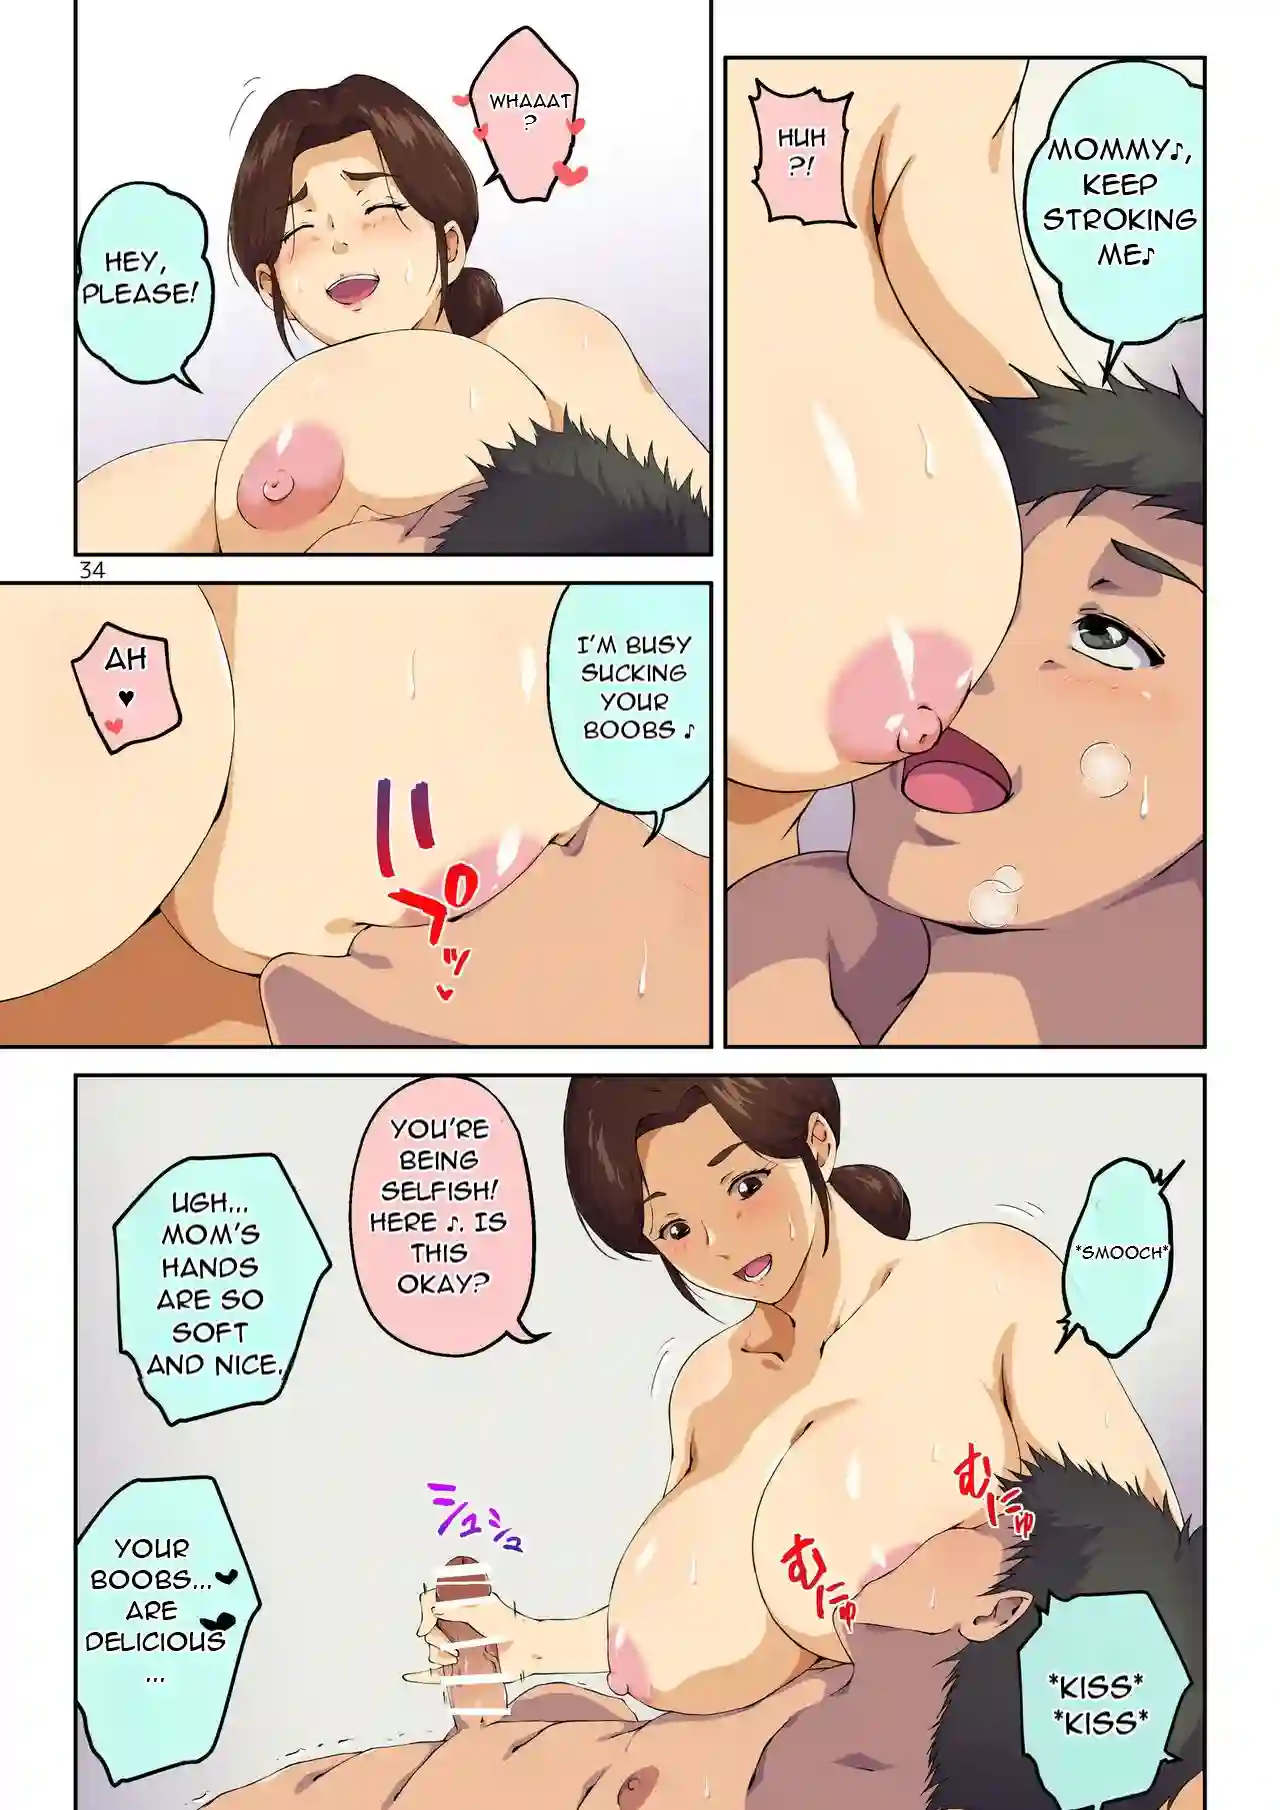 MOMMY♪,
KEEP
STROKING
ME♪
HUH
?!
WHAAAT
?
HEY,
PLEASE!
34
I'M BUSY
SUCKING
YOUR
BOOBS ♪
AH
♥
*SMOOCH*
YOU'RE
BEING
SELFISH!
HERE ♪. IS
THIS
OKAY?
UGH...
MOM'S
HANDS
ARE SO
SOFT
AND NICE.
むにゅ
むにゅ
シュシュ
*KISS*
*KISS*
YOUR
BOOBS...♥
ARE ♥
DELICIOUS
...